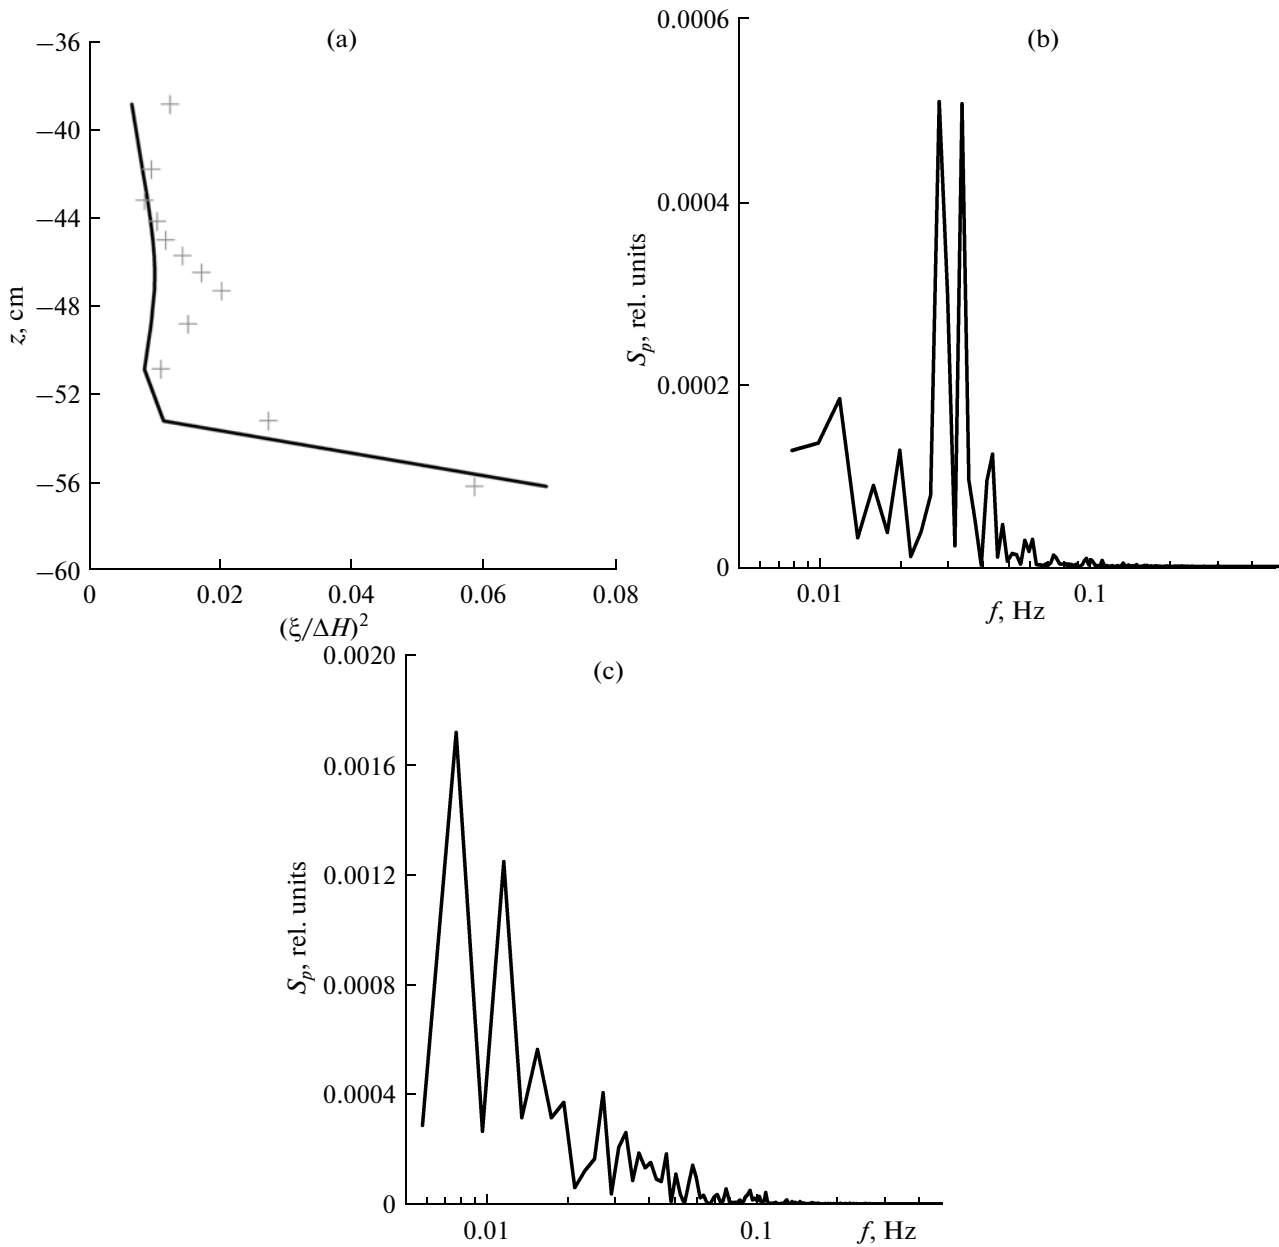 (a)
−36
−40
−44
−48
−52
−56
−60
z, cm
0 0.02 0.04 0.06 0.08
(ξ/ΔH)²
(b)
0.0006
0.0004
0.0002
0
S_p, rel. units
0.01 0.1
f, Hz
(c)
0.0020
0.0016
0.0012
0.0008
0.0004
0
S_p, rel. units
0.01 0.1 f, Hz